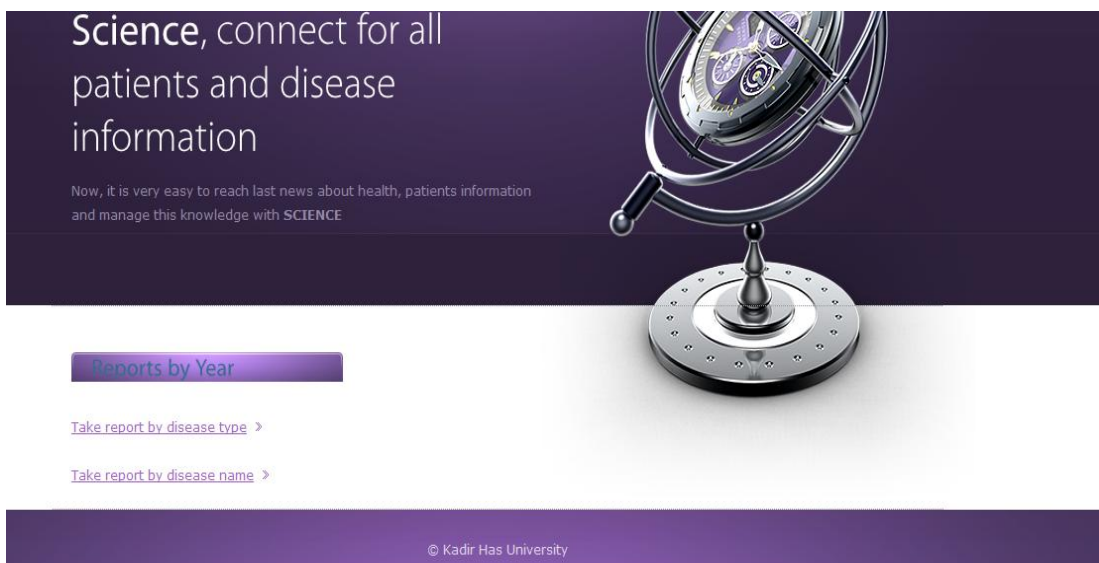 Science, connect for all
patients and disease
information
Now, it is very easy to reach last news about health, patients information
and manage this knowledge with SCIENCE
Reports by Year
Take report by disease type »
Take report by disease name »
© Kadir Has University